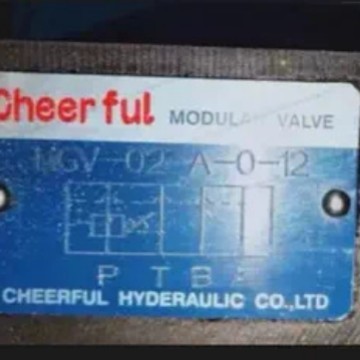 Cheerful MODULAR VALVE
MGV-02 A-0-12
P T B A
CHEERFUL HYDERAULIC CO.,LTD